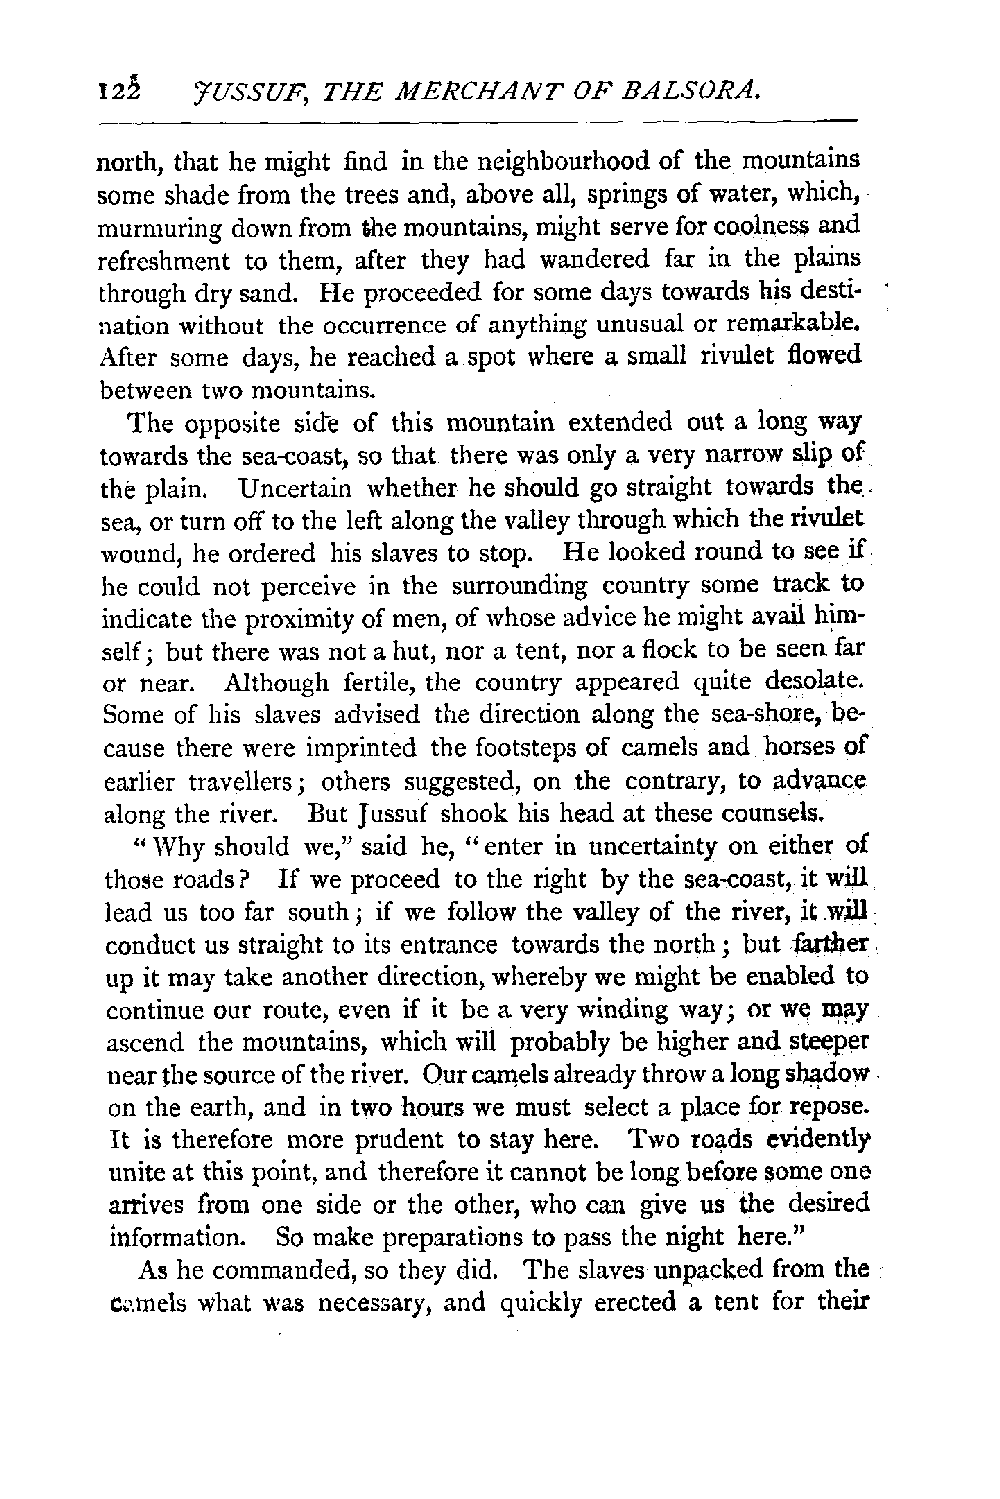 122 JUSSUF, THE MERCHANT OF BALSORA.
north, that he might find in the neighbourhood of the mountains
some shade from the trees and, above all, springs of water, which,
murmuring down from the mountains, might serve for coolness and
refreshment to them, after they had wandered far in the plains
through dry sand. He proceeded for some days towards his desti-
nation without the occurrence of anything unusual or remarkable.
After some days, he reached a spot where a small rivulet flowed
between two mountains.
The opposite side of this mountain extended out a long way
towards the sea-coast, so that there was only a very narrow slip of
the plain. Uncertain whether he should go straight towards the
sea, or turn off to the left along the valley through which the rivulet
wound, he ordered his slaves to stop. He looked round to see if
he could not perceive in the surrounding country some track to
indicate the proximity of men, of whose advice he might avail him-
self; but there was not a hut, nor a tent, nor a flock to be seen far
or near. Although fertile, the country appeared quite desolate.
Some of his slaves advised the direction along the sea-shore, be-
cause there were imprinted the footsteps of camels and horses of
earlier travellers; others suggested, on the contrary, to advance
along the river. But Jussuf shook his head at these counsels.
“Why should we,” said he, “enter in uncertainty on either of
those roads? If we proceed to the right by the sea-coast, it will
lead us too far south; if we follow the valley of the river, it will
conduct us straight to its entrance towards the north; but farther
up it may take another direction, whereby we might be enabled to
continue our route, even if it be a very winding way; or we may
ascend the mountains, which will probably be higher and steeper
near the source of the river. Our camels already throw a long shadow
on the earth, and in two hours we must select a place for repose.
It is therefore more prudent to stay here. Two roads evidently
unite at this point, and therefore it cannot be long before some one
arrives from one side or the other, who can give us the desired
information. So make preparations to pass the night here.”
As he commanded, so they did. The slaves unpacked from the
camels what was necessary, and quickly erected a tent for their